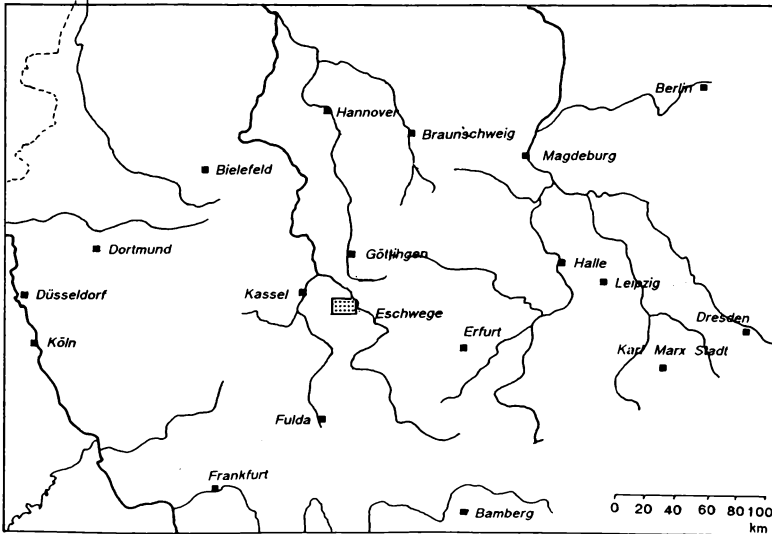 Berlin
Hannover
Braunschweig
Magdeburg
Bielefeld
Dortmund
Göttingen
Halle
Leipzig
Düsseldorf
Kassel
Eschwege
Dresden
Köln
Erfurt
Karl Marx Stadt
Fulda
Frankfurt
Bamberg
0 20 40 60 80 100
km